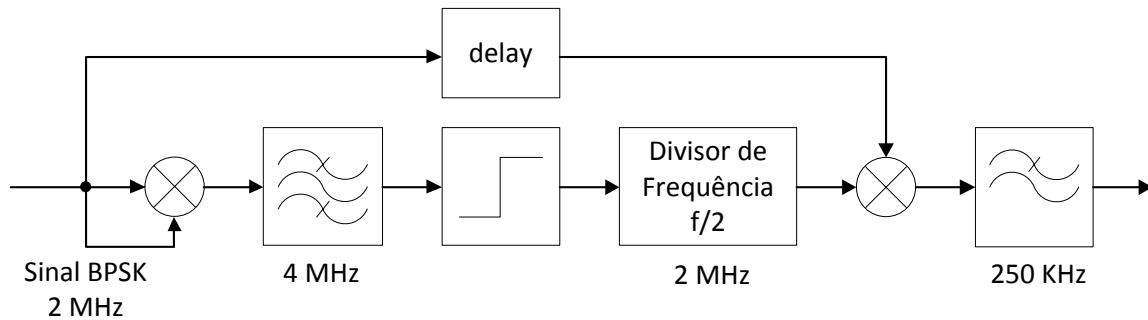 delay
Divisor de
Frequência
f/2
Sinal BPSK
2 MHz
4 MHz
2 MHz
250 KHz